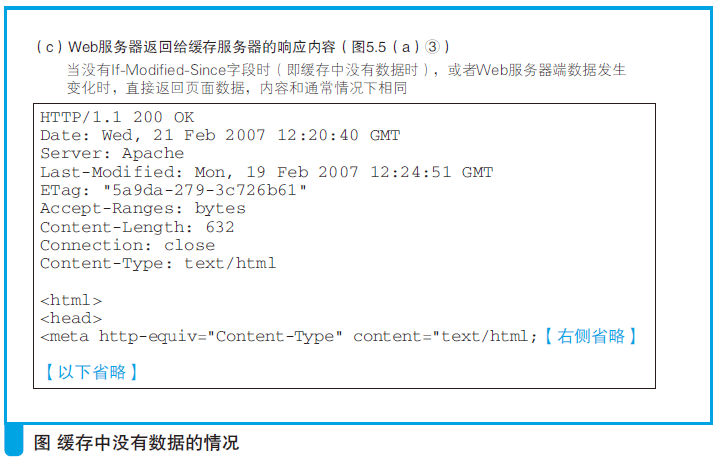 （c）Web服务器返回给缓存服务器的响应内容（图5.5（a）③）
当没有If-Modified-Since字段时（即缓存中没有数据时），或者Web服务器端数据发生
变化时，直接返回页面数据，内容和通常情况下相同
HTTP/1.1 200 OK
Date: Wed, 21 Feb 2007 12:20:40 GMT
Server: Apache
Last-Modified: Mon, 19 Feb 2007 12:24:51 GMT
ETag: "5a9da-279-3c726b61"
Accept-Ranges: bytes
Content-Length: 632
Connection: close
Content-Type: text/html
<html>
<head>
<meta http-equiv="Content-Type" content="text/html;【右侧省略】
【以下省略】
图 缓存中没有数据的情况